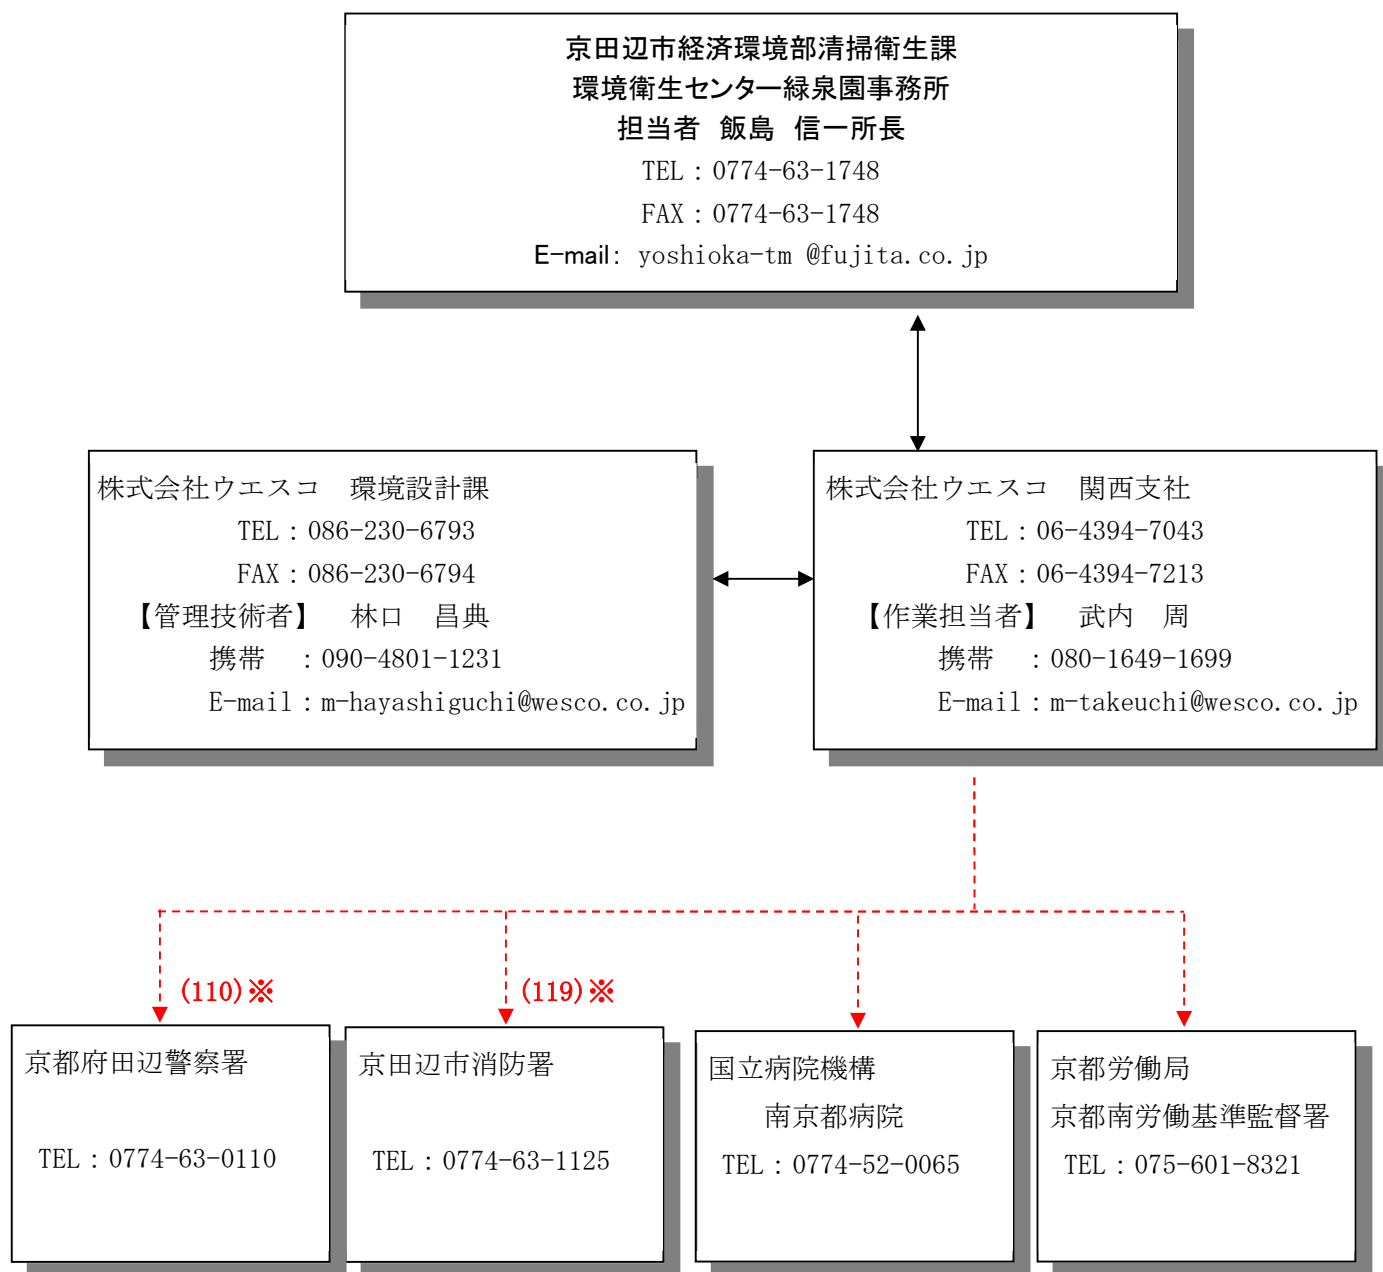 京田辺市経済環境部清掃衛生課
環境衛生センター緑泉園事務所
担当者　飯島　信一所長
TEL：0774-63-1748
FAX：0774-63-1748
E-mail： yoshioka-tm @fujita.co.jp
株式会社ウエスコ　環境設計課
TEL：086-230-6793
FAX：086-230-6794
【管理技術者】　林口　昌典
携帯　：090-4801-1231
E-mail：m-hayashiguchi@wesco.co.jp
株式会社ウエスコ　関西支社
TEL：06-4394-7043
FAX：06-4394-7213
【作業担当者】　武内　周
携帯　：080-1649-1699
E-mail：m-takeuchi@wesco.co.jp
(110)※
(119)※
京都府田辺警察署
TEL：0774-63-0110
京田辺市消防署
TEL：0774-63-1125
国立病院機構
南京都病院
TEL：0774-52-0065
京都労働局
京都南労働基準監督署
TEL：075-601-8321